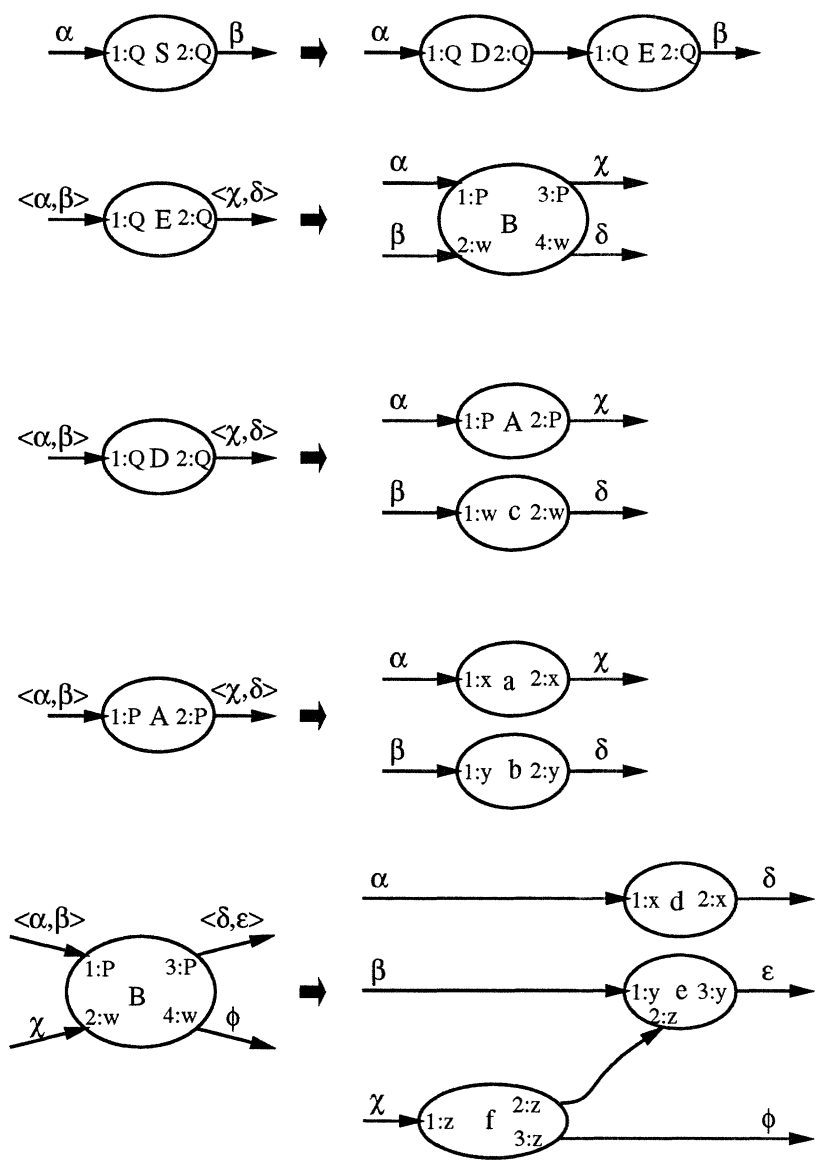 α β α β
1:Q S 2:Q 1:Q D2:Q 1:Q E 2:Q
<α,β> <χ,δ> α χ
1:Q E 2:Q 1:P 3:P
B
β δ
2:w 4:w
<α,β> <χ,δ> α χ
1:Q D 2:Q 1:P A 2:P
β δ
1:w c 2:w
<α,β> <χ,δ> α χ
1:P A 2:P 1:x a 2:x
β δ
1:y b 2:y
<α,β> <δ,ε>
1:P 3:P
B
χ 2:w 4:w ϕ
α δ
1:x d 2:x
β ε
1:y e 3:y
2:z
χ 2:z ϕ
1:z f
3:z